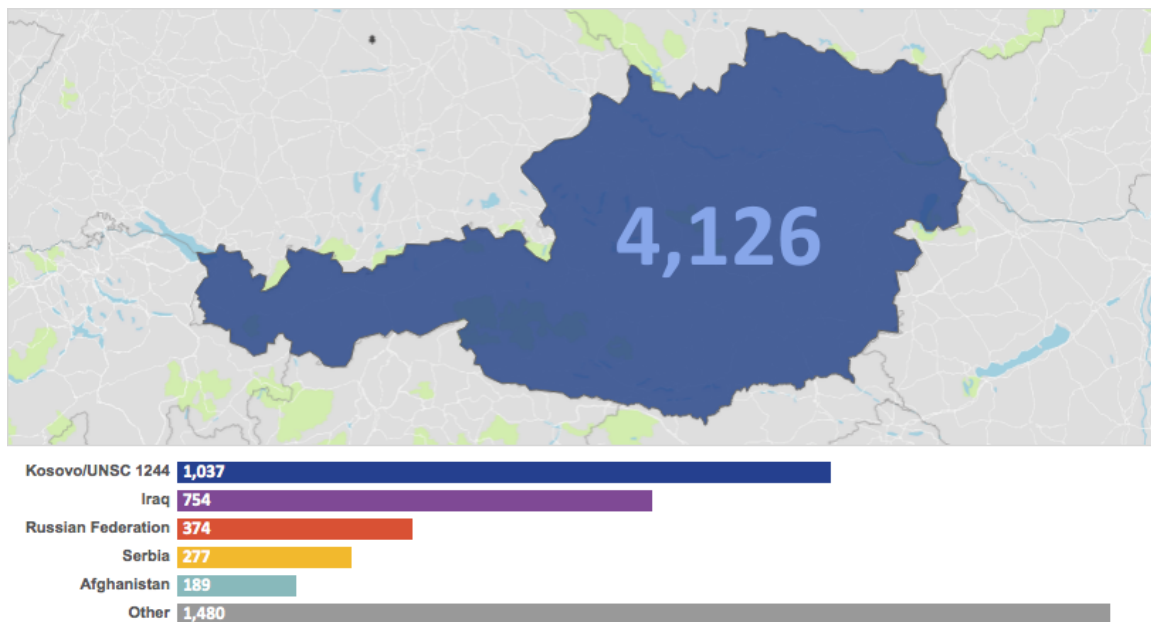 4,126
Kosovo/UNSC 1244 1,037
Iraq 754
Russian Federation 374
Serbia 277
Afghanistan 189
Other 1,480